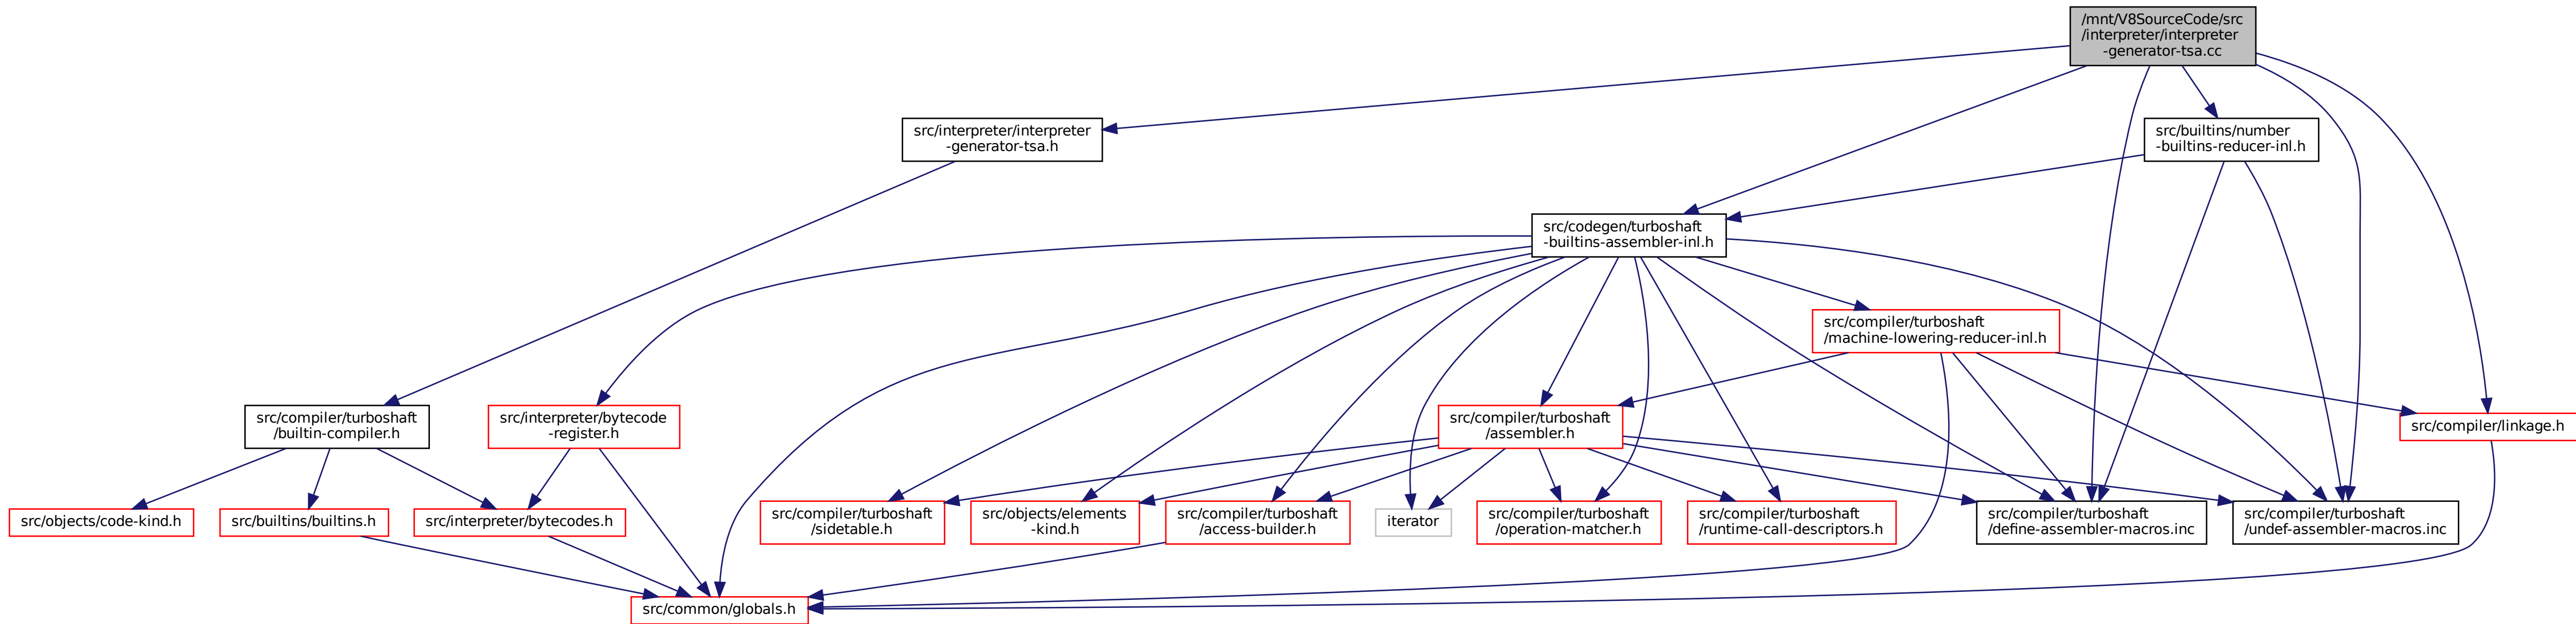 /mnt/V8SourceCode/src
/interpreter/interpreter
-generator-tsa.cc
src/interpreter/interpreter
-generator-tsa.h
src/builtins/number
-builtins-reducer-inl.h
src/codegen/turboshaft
-builtins-assembler-inl.h
src/compiler/turboshaft
/machine-lowering-reducer-inl.h
src/compiler/turboshaft
/builtin-compiler.h
src/interpreter/bytecode
-register.h
src/compiler/turboshaft
/assembler.h
src/compiler/linkage.h
src/objects/code-kind.h
src/builtins/builtins.h
src/interpreter/bytecodes.h
src/compiler/turboshaft
/sidetable.h
src/objects/elements
-kind.h
src/compiler/turboshaft
/access-builder.h
iterator
src/compiler/turboshaft
/operation-matcher.h
src/compiler/turboshaft
/runtime-call-descriptors.h
src/compiler/turboshaft
/define-assembler-macros.inc
src/compiler/turboshaft
/undef-assembler-macros.inc
src/common/globals.h